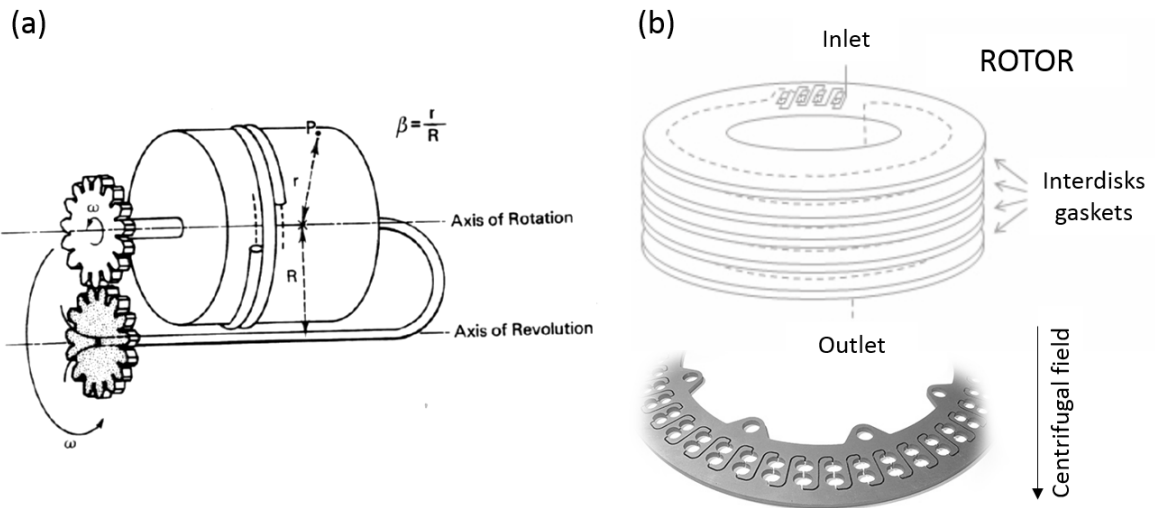 (a)
P
β = r/R
r
ω
Axis of Rotation
R
Axis of Revolution
ω
(b)
Inlet
ROTOR
Interdisks
gaskets
Outlet
Centrifugal field